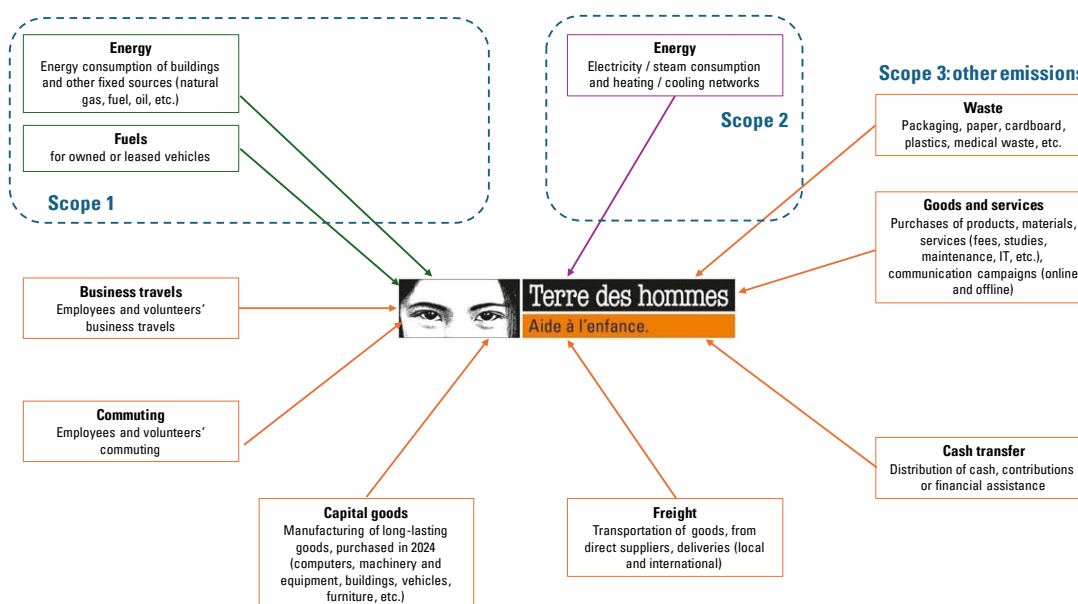 Energy
Energy consumption of buildings
and other fixed sources (natural
gas, fuel, oil, etc.)
Fuels
for owned or leased vehicles
Scope 1
Energy
Electricity / steam consumption
and heating / cooling networks
Scope 2
Scope 3: other emissions
Waste
Packaging, paper, cardboard,
plastics, medical waste, etc.
Goods and services
Purchases of products, materials,
services (fees, studies,
maintenance, IT, etc.),
communication campaigns (online
and offline)
Business travels
Employees and volunteers'
business travels
Terre des hommes
Aide à l'enfance.
Commuting
Employees and volunteers'
commuting
Cash transfer
Distribution of cash, contributions
or financial assistance
Capital goods
Manufacturing of long-lasting
goods, purchased in 2024
(computers, machinery and
equipment, buildings, vehicles,
furniture, etc.)
Freight
Transportation of goods, from
direct suppliers, deliveries (local
and international)